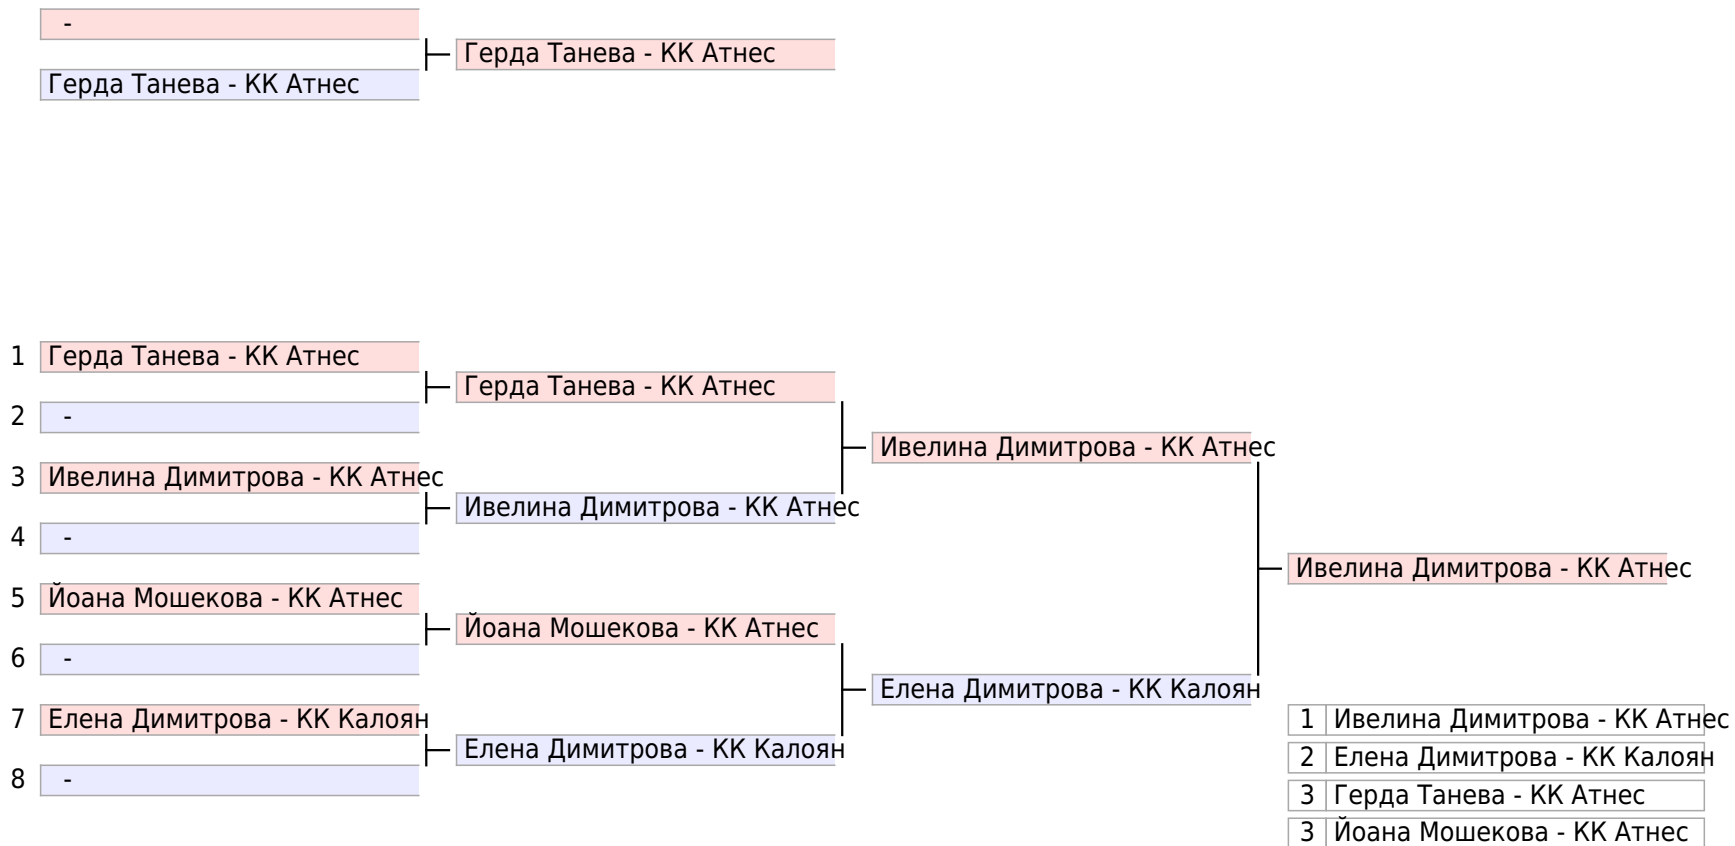 -
Герда Танева - КК Атнес
Герда Танева - КК Атнес
1 Герда Танева - КК Атнес
Герда Танева - КК Атнес
2 -
Ивелина Димитрова - КК Атнес
3 Ивелина Димитрова - КК Атнес
Ивелина Димитрова - КК Атнес
4 -
Ивелина Димитрова - КК Атнес
5 Йоана Мошекова - КК Атнес
Йоана Мошекова - КК Атнес
6 -
Елена Димитрова - КК Калоян
7 Елена Димитрова - КК Калоян
Елена Димитрова - КК Калоян
8 -
1 Ивелина Димитрова - КК Атнес
2 Елена Димитрова - КК Калоян
3 Герда Танева - КК Атнес
3 Йоана Мошекова - КК Атнес